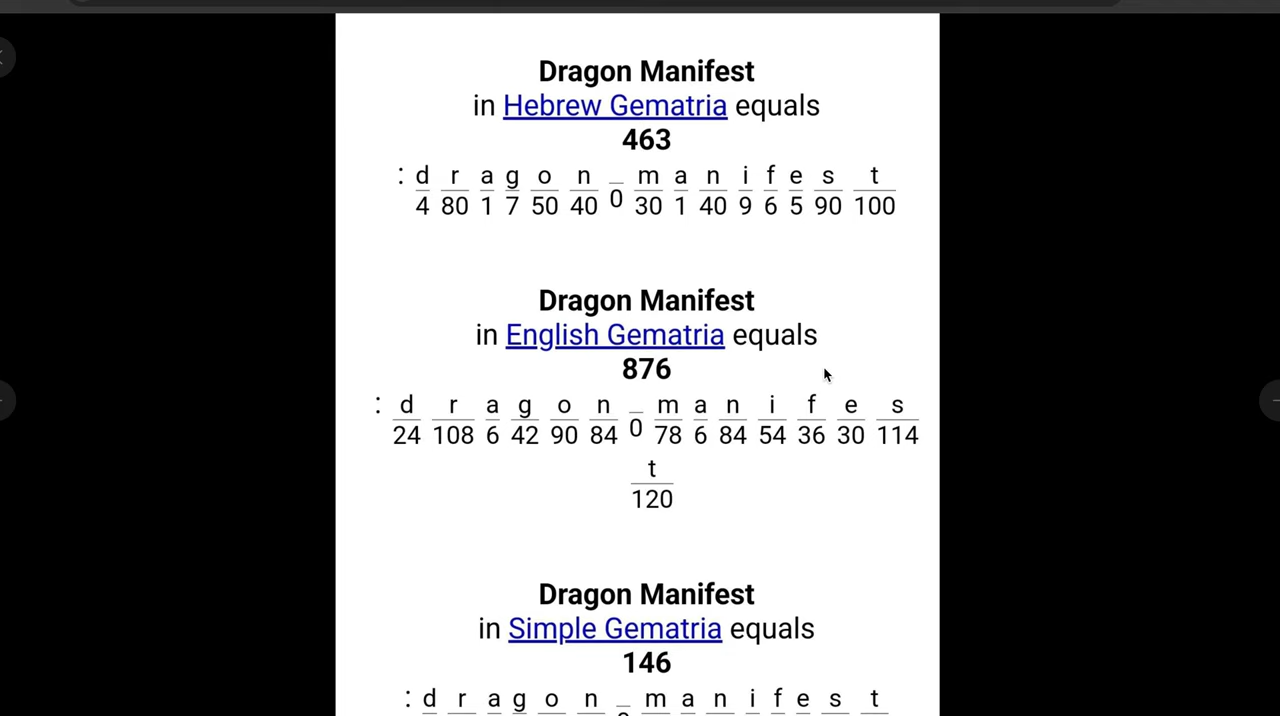 Dragon Manifest
in Hebrew Gematria equals
463
: d r a g o n _ m a n i f e s t
4 80 1 7 50 40 0 30 1 40 9 6 5 90 100
Dragon Manifest
in English Gematria equals
876
: d r a g o n _ m a n i f e s
24 108 6 42 90 84 0 78 6 84 54 36 30 114
t
120
Dragon Manifest
in Simple Gematria equals
146
: d r a g o n _ m a n i f e s t